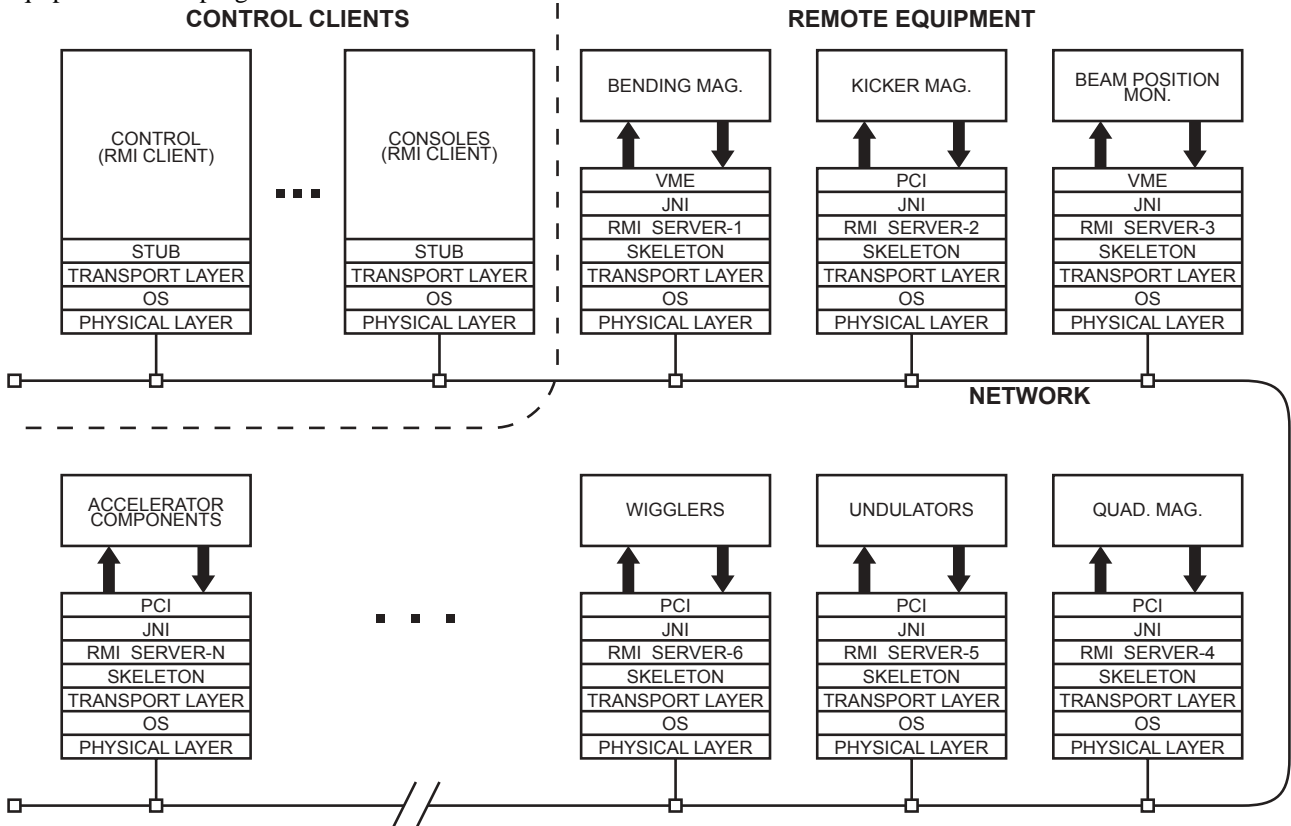 CONTROL CLIENTS
REMOTE EQUIPMENT
CONTROL
(RMI CLIENT)
STUB
TRANSPORT LAYER
OS
PHYSICAL LAYER
CONSOLES
(RMI CLIENT)
STUB
TRANSPORT LAYER
OS
PHYSICAL LAYER
BENDING MAG.
VME
JNI
RMI SERVER-1
SKELETON
TRANSPORT LAYER
OS
PHYSICAL LAYER
KICKER MAG.
PCI
JNI
RMI SERVER-2
SKELETON
TRANSPORT LAYER
OS
PHYSICAL LAYER
BEAM POSITION
MON.
VME
JNI
RMI SERVER-3
SKELETON
TRANSPORT LAYER
OS
PHYSICAL LAYER
NETWORK
ACCELERATOR
COMPONENTS
PCI
JNI
RMI SERVER-N
SKELETON
TRANSPORT LAYER
OS
PHYSICAL LAYER
WIGGLERS
PCI
JNI
RMI SERVER-6
SKELETON
TRANSPORT LAYER
OS
PHYSICAL LAYER
UNDULATORS
PCI
JNI
RMI SERVER-5
SKELETON
TRANSPORT LAYER
OS
PHYSICAL LAYER
QUAD. MAG.
PCI
JNI
RMI SERVER-4
SKELETON
TRANSPORT LAYER
OS
PHYSICAL LAYER